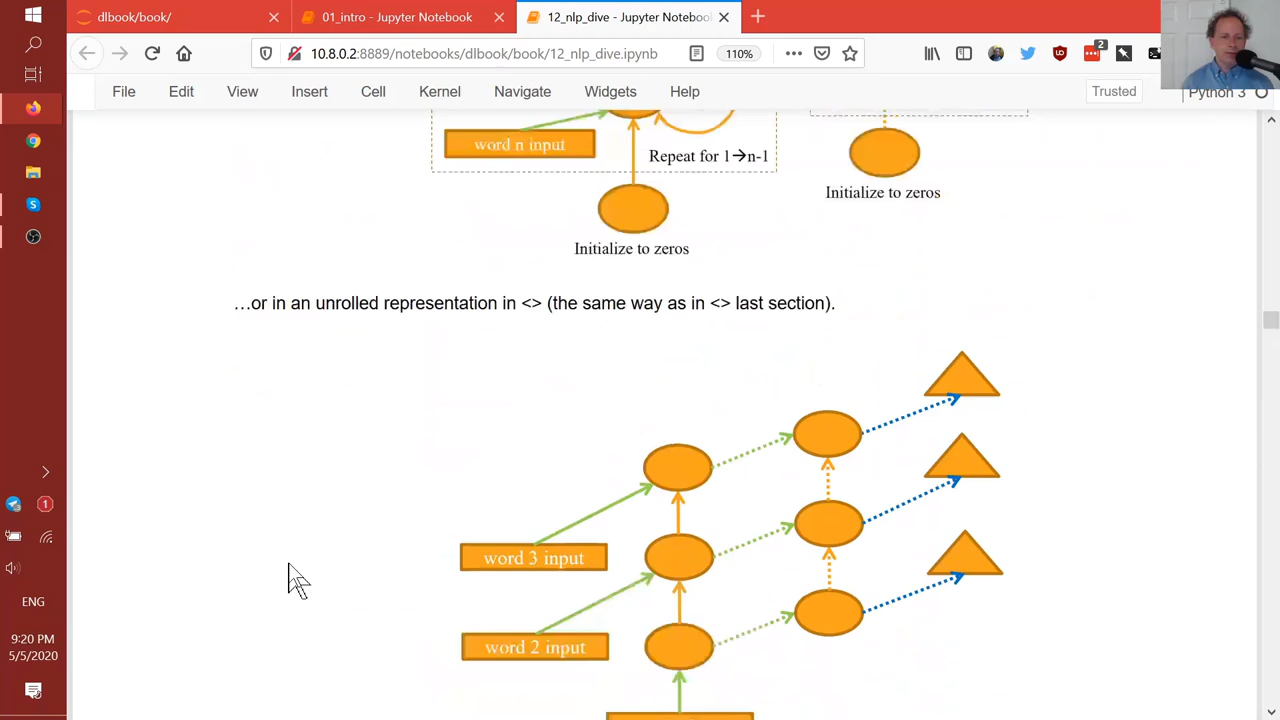 dlbook/book/
01_intro - Jupyter Notebook
12_nlp_dive - Jupyter Notebook
10.8.0.2:8889/notebooks/dlbook/book/12_nlp_dive.ipynb
110%
2
File Edit View Insert Cell Kernel Navigate Widgets Help
Trusted
Python 3
word n input
Repeat for 1→n-1
Initialize to zeros
Initialize to zeros
…or in an unrolled representation in <> (the same way as in <> last section).
word 3 input
word 2 input
1
ENG
9:20 PM
5/5/2020